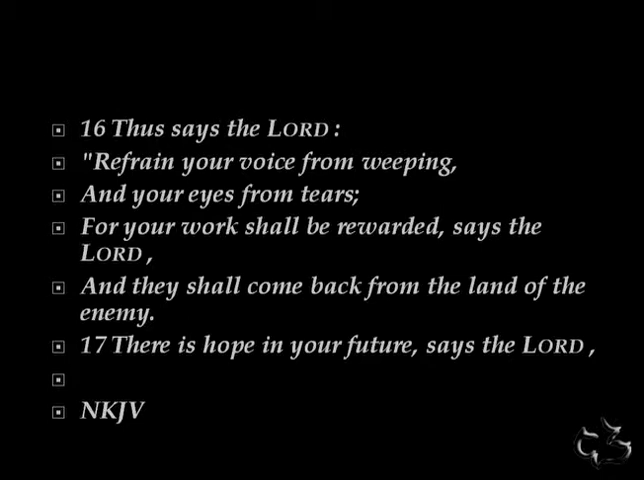 16 Thus says the LORD :
"Refrain your voice from weeping,
And your eyes from tears;
For your work shall be rewarded, says the
LORD ,
And they shall come back from the land of the
enemy.
17 There is hope in your future, says the LORD ,
NKJV